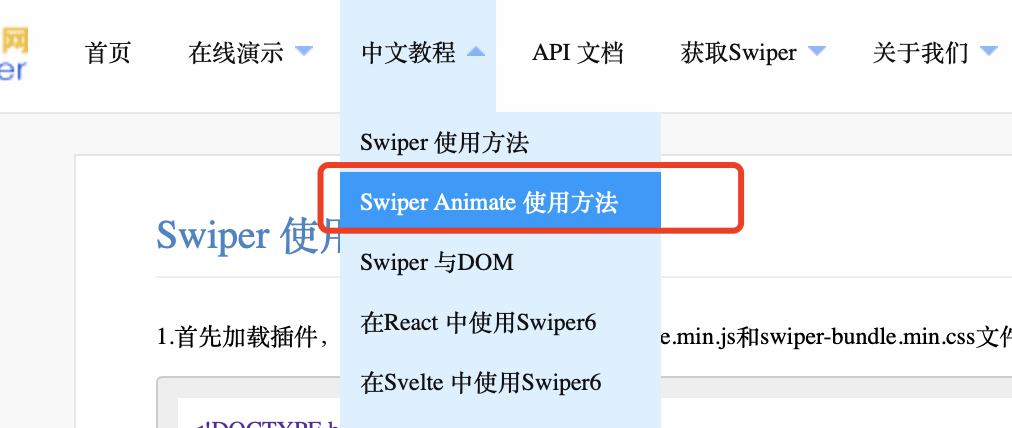 网
er
首页
在线演示
中文教程
API 文档
获取Swiper
关于我们
Swiper 使用方法
Swiper Animate 使用方法
Swiper 与DOM
在React 中使用Swiper6
在Svelte 中使用Swiper6
Swiper 使用
1.首先加载插件,
e.min.js和swiper-bundle.min.css文件
<!DOCTYPE